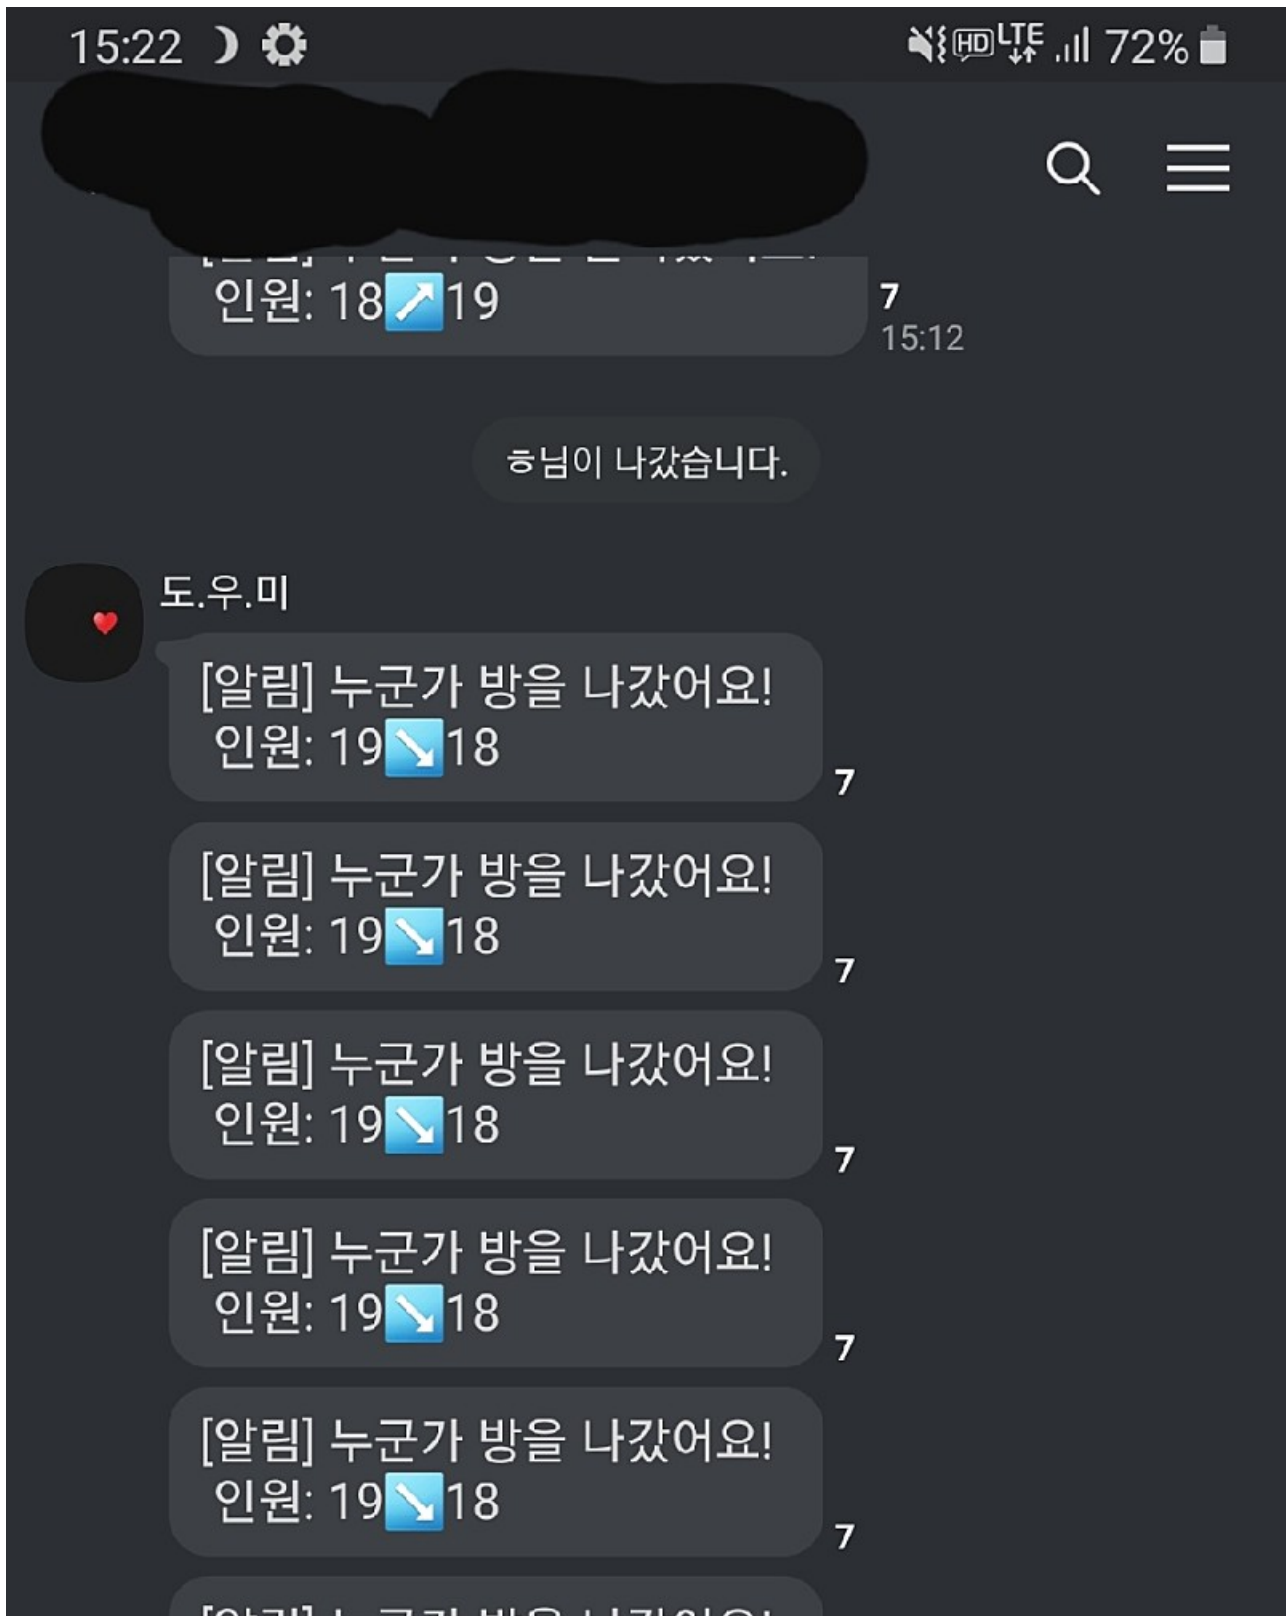 15:22
HD LTE 72%
인원: 18↗19
7
15:12
ㅎ님이 나갔습니다.
도.우.미
[알림] 누군가 방을 나갔어요!
인원: 19↘18
7
[알림] 누군가 방을 나갔어요!
인원: 19↘18
7
[알림] 누군가 방을 나갔어요!
인원: 19↘18
7
[알림] 누군가 방을 나갔어요!
인원: 19↘18
7
[알림] 누군가 방을 나갔어요!
인원: 19↘18
7